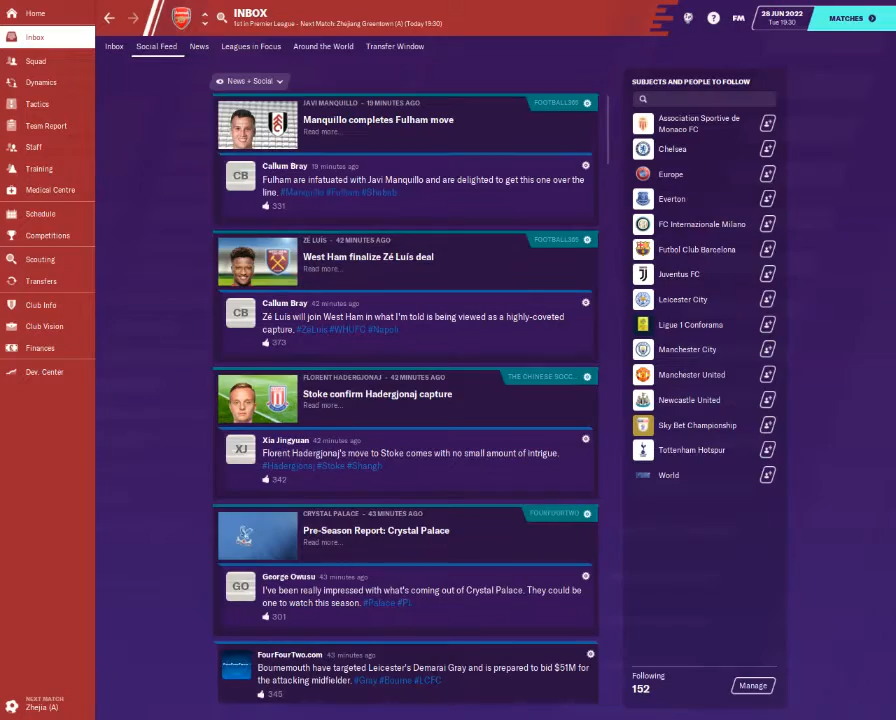 Home
Inbox
Squad
Dynamics
Tactics
Team Report
Staff
Training
Medical Centre
Schedule
Competitions
Scouting
Transfers
Club Info
Club Vision
Finances
Dev. Center
NEXT MATCH
Zhejia (A)
INBOX
1st in Premier League - Next Match: Zhejiang Greentown (A) (Today 19:30)
FM
28 JUN 2022
Tue 19:30
MATCHES
Inbox
Social Feed
News
Leagues in Focus
Around the World
Transfer Window
News + Social
JAVI MANQUILLO - 19 MINUTES AGO
FOOTBALL365
Manquillo completes Fulham move
Read more...
CB
Callum Bray 19 minutes ago
Fulham are infatuated with Javi Manquillo and are delighted to get this one over the
line. #Manquillo #Fulham #Shabab
331
ZÉ LUÍS - 42 MINUTES AGO
FOOTBALL365
West Ham finalize Zé Luís deal
Read more...
CB
Callum Bray 42 minutes ago
Zé Luís will join West Ham in what I'm told is being viewed as a highly-coveted
capture. #ZéLuís #WHUFC #Napoli
373
FLORENT HADERGJONAJ - 42 MINUTES AGO
THE CHINESE SOCC...
Stoke confirm Hadergjonaj capture
Read more...
XJ
Xia Jingyuan 42 minutes ago
Florent Hadergjonaj's move to Stoke comes with no small amount of intrigue.
#Hadergjonaj #Stoke #Shangh
342
CRYSTAL PALACE - 43 MINUTES AGO
FOURFOURTWO
Pre-Season Report: Crystal Palace
Read more...
GO
George Owusu 43 minutes ago
I've been really impressed with what's coming out of Crystal Palace. They could be
one to watch this season. #Palace #PL
301
FourFourTwo.com 43 minutes ago
Bournemouth have targeted Leicester's Demarai Gray and is prepared to bid $51M for
the attacking midfielder. #Gray #Bourne #LCFC
345
SUBJECTS AND PEOPLE TO FOLLOW
Association Sportive de
Monaco FC
Chelsea
Europe
Everton
FC Internazionale Milano
Futbol Club Barcelona
Juventus FC
Leicester City
Ligue 1 Conforama
Manchester City
Manchester United
Newcastle United
Sky Bet Championship
Tottenham Hotspur
World
Following
152
Manage